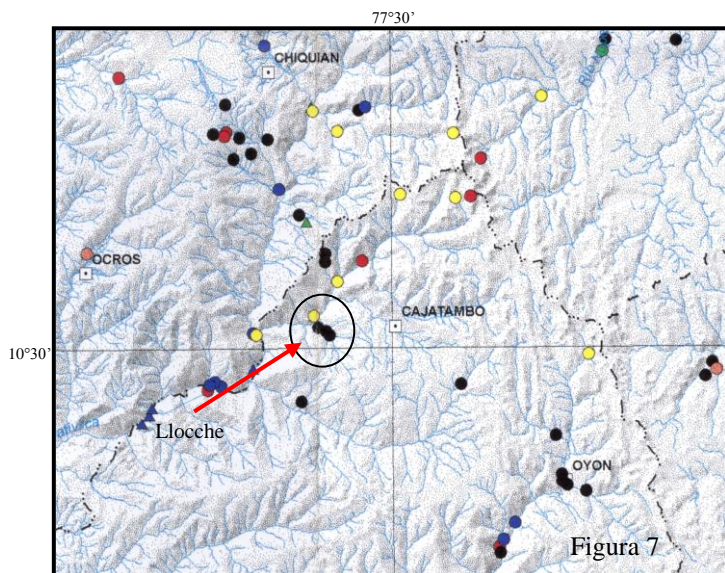 77°30’
CHIQUIAN
OCROS
CAJATAMBO
10°30’
Llocche
OYON
Figura 7